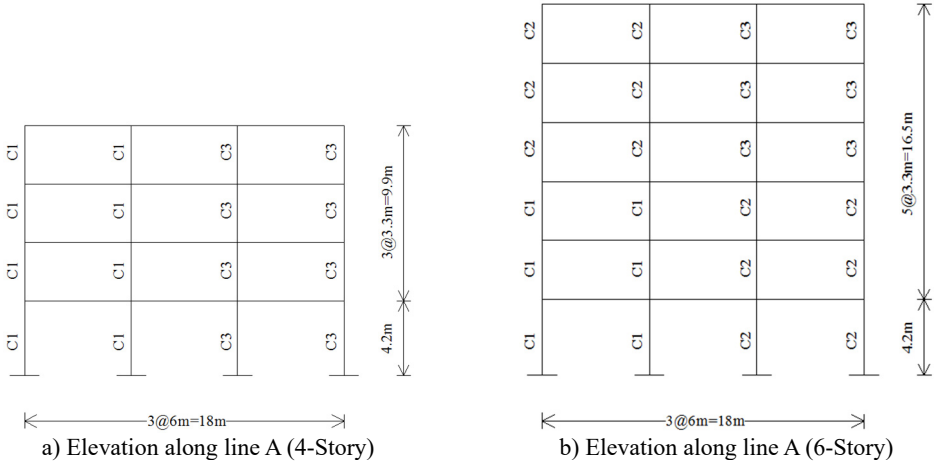 C1 C1 C3 C3
C1 C1 C3 C3
C1 C1 C3 C3
C1 C1 C3 C3
3@3.3m=9.9m
4.2m
3@6m=18m
a) Elevation along line A (4-Story)
C2 C2 C3 C3
C2 C2 C3 C3
C2 C2 C3 C3
C1 C1 C2 C2
C1 C1 C2 C2
C1 C1 C2 C2
5@3.3m=16.5m
4.2m
3@6m=18m
b) Elevation along line A (6-Story)